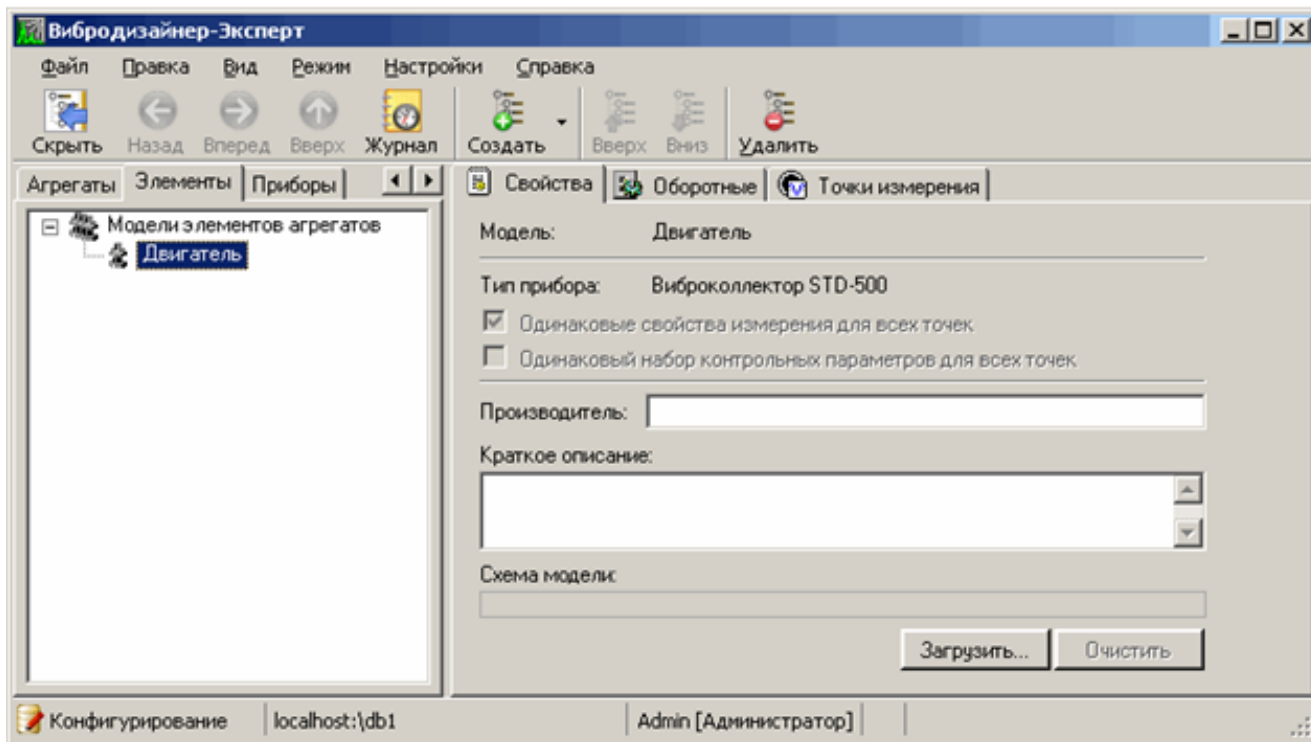 Вибродизайнер-Эксперт
Файл Правка Вид Режим Настройки Справка
Скрыть Назад Вперед Вверх Журнал Создать Вверх Вниз Удалить
Агрегаты Элементы Приборы Свойства Оборотные Точки измерения
Модели элементов агрегатов
Двигатель
Модель: Двигатель
Тип прибора: Виброколлектор STD-500
Одинаковые свойства измерения для всех точек
Одинаковый набор контрольных параметров для всех точек
Производитель:
Краткое описание:
Схема модели:
Загрузить... Очистить
Конфигурирование localhost:\db1 Admin [Администратор]